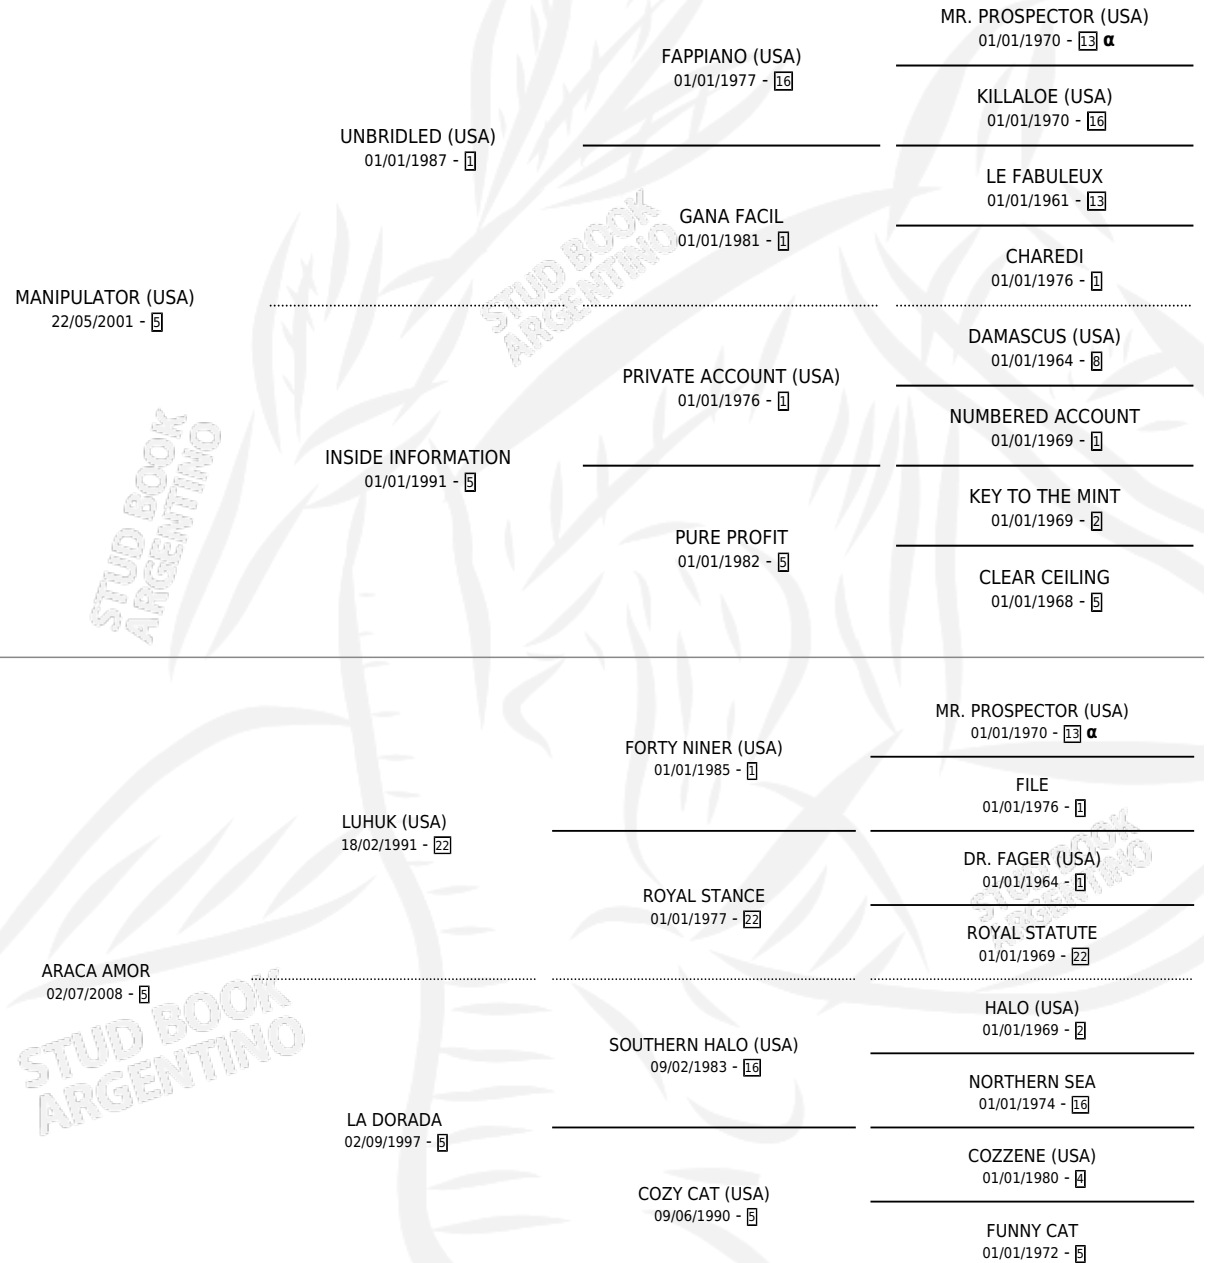 MR. PROSPECTOR (USA)
01/01/1970 - 13 α
FAPPIANO (USA)
01/01/1977 - 16
KILLALOE (USA)
01/01/1970 - 16
UNBRIDLED (USA)
01/01/1987 - 1
LE FABULEUX
01/01/1961 - 13
GANA FACIL
01/01/1981 - 1
CHAREDI
01/01/1976 - 1
MANIPULATOR (USA)
22/05/2001 - 5
DAMASCUS (USA)
01/01/1964 - 8
PRIVATE ACCOUNT (USA)
01/01/1976 - 1
NUMBERED ACCOUNT
01/01/1969 - 1
INSIDE INFORMATION
01/01/1991 - 5
KEY TO THE MINT
01/01/1969 - 2
PURE PROFIT
01/01/1982 - 5
CLEAR CEILING
01/01/1968 - 5
MR. PROSPECTOR (USA)
01/01/1970 - 13 α
FORTY NINER (USA)
01/01/1985 - 1
FILE
01/01/1976 - 1
LUHUK (USA)
18/02/1991 - 22
DR. FAGER (USA)
01/01/1964 - 1
ROYAL STANCE
01/01/1977 - 22
ROYAL STATUTE
01/01/1969 - 22
ARACA AMOR
02/07/2008 - 5
HALO (USA)
01/01/1969 - 2
SOUTHERN HALO (USA)
09/02/1983 - 16
NORTHERN SEA
01/01/1974 - 16
LA DORADA
02/09/1997 - 5
COZZENE (USA)
01/01/1980 - 4
COZY CAT (USA)
09/06/1990 - 5
FUNNY CAT
01/01/1972 - 5
STUD BOOK
ARGENTINO
STUD BOOK
ARGENTINO
STUD BOOK
ARGENTINO
STUD BOOK
ARGENTINO